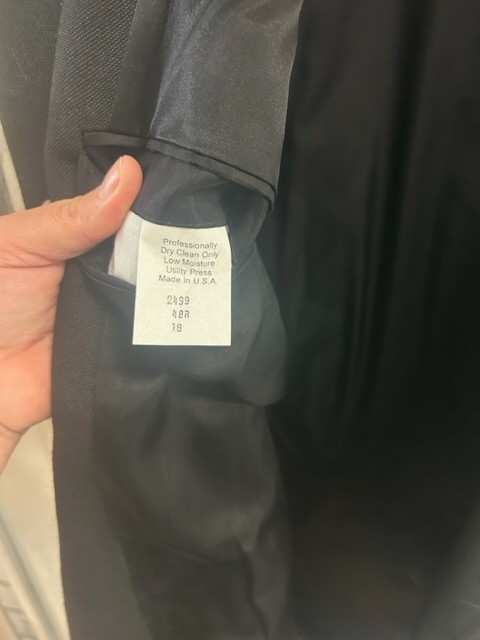 Professionally
Dry Clean Only
Low Moisture
Utility Press
Made In U.S.A.
2499
48R
18